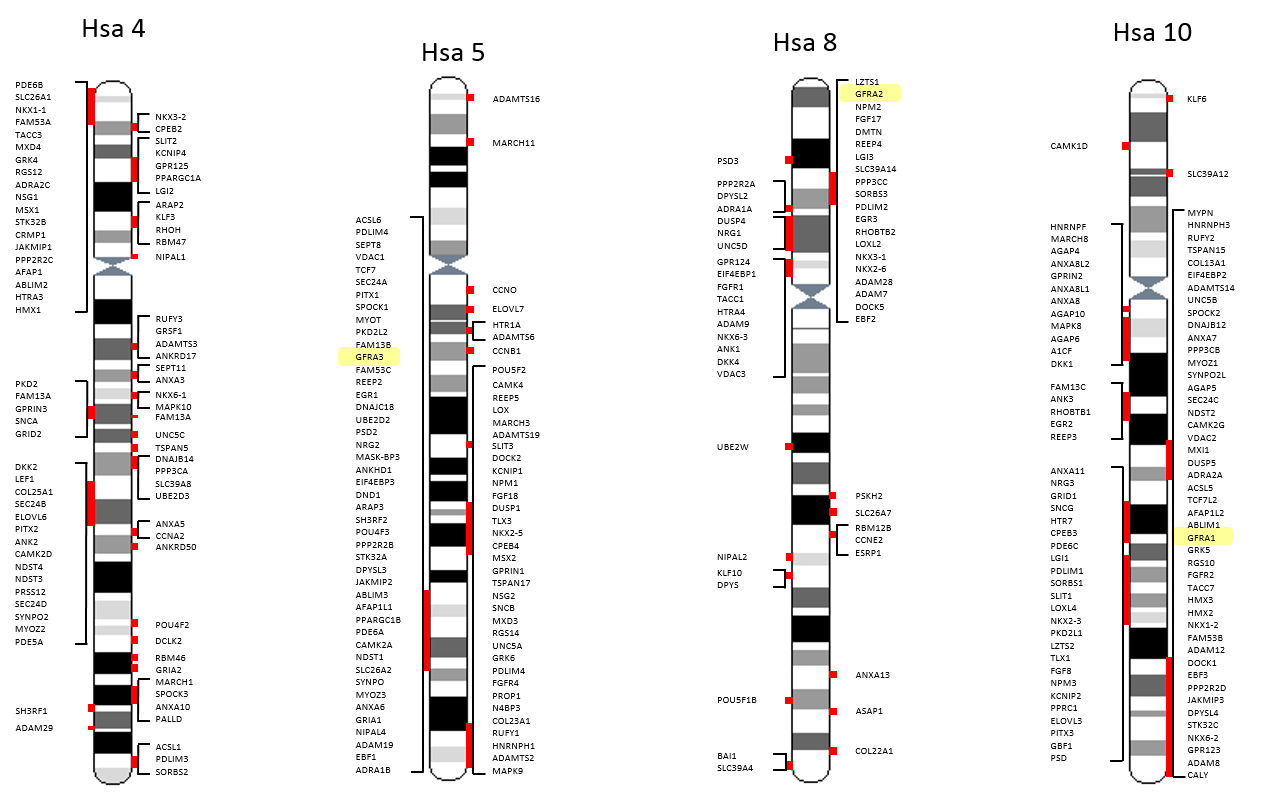 Hsa 4
PDE6B
SLC26A1
NKX1-1
FAM53A
TACC3
MXD4
GRK4
RGS12
ADRA2C
NSG1
MSX1
STK32B
CRMP1
JAKMIP1
PPP2R2C
AFAP1
ABLIM2
HTRA3
HMX1
PKD2
FAM13A
GPRIN3
SNCA
GRID2
DKK2
LEF1
COL25A1
SEC24B
ELOVL6
PITX2
ANK2
CAMK2D
NDST4
NDST3
PRSS12
SEC24D
SYNPO2
MYOZ2
PDE5A
SH3RF1
ADAM29
NKX3-2
CPEB2
SLIT2
KCNIP4
GPR125
PPARGC1A
LGI2
ARAP2
KLF3
RHOH
RBM47
NIPAL1
RUFY3
GRSF1
ADAMTS3
ANKRD17
SEPT11
ANXA3
NKX6-1
MAPK10
FAM13A
UNC5C
TSPAN5
DNAJB14
PPP3CA
SLC39A8
UBE2D3
ANXA5
CCNA2
ANKRD50
POU4F2
DCLK2
RBM46
GRIA2
MARCH1
SPOCK3
ANXA10
PALLD
ACSL1
PDLIM3
SORBS2
Hsa 5
ACSL6
PDLIM4
SEPT8
VDAC1
TCF7
SEC24A
PITX1
SPOCK1
MYOT
PKD2L2
FAM13B
GFRA3
FAM53C
REEP2
EGR1
DNAJC18
UBE2D2
PSD2
NRG2
MASK-BP3
ANKHD1
EIF4EBP3
DND1
ARAP3
SH3RF2
POU4F3
PPP2R2B
STK32A
DPYSL3
JAKMIP2
ABLIM3
AFAP1L1
PPARGC1B
PDE6A
CAMK2A
NDST1
SLC26A2
SYNPO
MYOZ3
ANXA6
GRIA1
NIPAL4
ADAM19
EBF1
ADRA1B
ADAMTS16
MARCH11
CCNO
ELOVL7
HTR1A
ADAMTS6
CCNB1
POU5F2
CAMK4
REEP5
LOX
MARCH3
ADAMTS19
SLIT3
DOCK2
KCNIP1
NPM1
FGF18
DUSP1
TLX3
NKX2-5
CPEB4
MSX2
GPRIN1
TSPAN17
NSG2
SNCB
MXD3
RGS14
UNC5A
GRK6
PDLIM4
FGFR4
PROP1
N4BP3
COL23A1
RUFY1
HNRNPH1
ADAMTS2
MAPK9
Hsa 8
PSD3
PPP2R2A
DPYSL2
ADRA1A
DUSP4
NRG1
UNC5D
GPR124
EIF4EBP1
FGFR1
TACC1
HTRA4
ADAM9
NKX6-3
ANK1
DKK4
VDAC3
UBE2W
NIPAL2
KLF10
DPYS
POU5F1B
BAI1
SLC39A4
LZTS1
GFRA2
NPM2
FGF17
DMTN
REEP4
LGI3
SLC39A14
PPP3CC
SORBS3
PDLIM2
EGR3
RHOBTB2
LOXL2
NKX3-1
NKX2-6
ADAM28
ADAM7
DOCK5
EBF2
PSKH2
SLC26A7
RBM12B
CCNE2
ESRP1
ANXA13
ASAP1
COL22A1
Hsa 10
CAMK1D
HNRNPF
MARCH8
AGAP4
ANXA8L2
GPRIN2
ANXA8L1
ANXA8
AGAP10
MAPK8
AGAP6
A1CF
DKK1
FAM13C
ANK3
RHOBTB1
EGR2
REEP3
ANXA11
NRG3
GRID1
SNCG
HTR7
CPEB3
PDE6C
LGI1
PDLIM1
SORBS1
SLIT1
LOXL4
NKX2-3
PKD2L1
LZTS2
TLX1
FGF8
NPM3
KCNIP2
PPRC1
ELOVL3
PITX3
GBF1
PSD
KLF6
SLC39A12
MYPN
HNRNPH3
RUFY2
TSPAN15
COL13A1
EIF4EBP2
ADAMTS14
UNC5B
SPOCK2
DNAJB12
ANXA7
PPP3CB
MYOZ1
SYNPO2L
AGAP5
SEC24C
NDST2
CAMK2G
VDAC2
MXI1
DUSP5
ADRA2A
ACSL5
TCF7L2
AFAP1L2
ABLIM1
GFRA1
GRK5
RGS10
FGFR2
TACC7
HMX3
HMX2
NKX1-2
FAM53B
ADAM12
DOCK1
EBF3
PPP2R2D
JAKMIP3
DPYSL4
STK32C
NKX6-2
GPR123
ADAM8
CALY